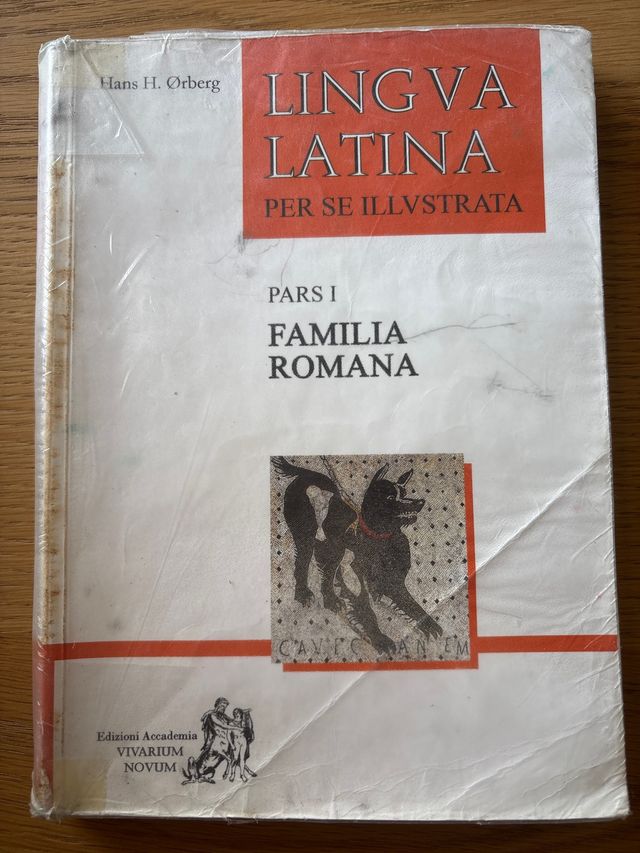 Hans H. Ørberg
LINGVA
LATINA
PER SE ILLVSTRATA
PARS I
FAMILIA
ROMANA
CAVE CANEM
Edizioni Accademia
VIVARIUM
NOVUM